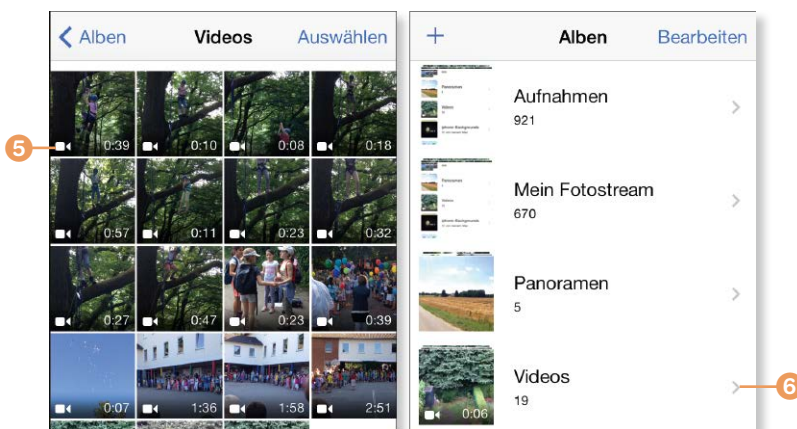 Alben Videos Auswählen
0:39 0:10 0:08 0:18
5
0:57 0:11 0:23 0:32
0:27 0:47 0:23 0:39
0:07 1:36 1:58 2:51
+ Alben Bearbeiten
Aufnahmen
921
Mein Fotostream
670
Panoramen
5
Videos
19
0:06
6